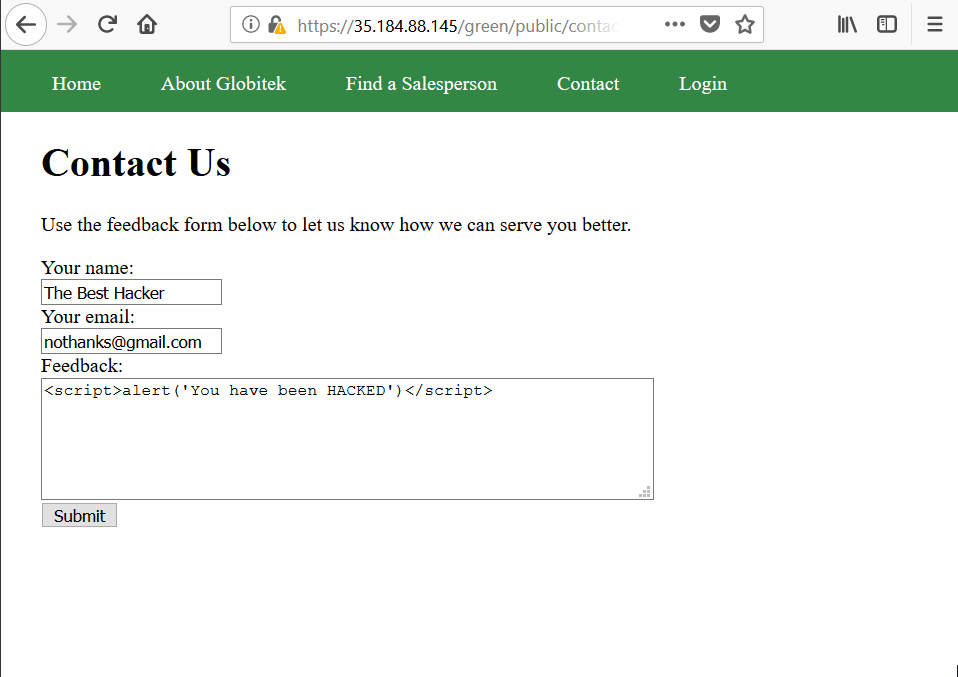 https://35.184.88.145/green/public/contac
Home About Globitek Find a Salesperson Contact Login
Contact Us
Use the feedback form below to let us know how we can serve you better.
Your name:
The Best Hacker
Your email:
nothanks@gmail.com
Feedback:
<script>alert('You have been HACKED')</script>
Submit